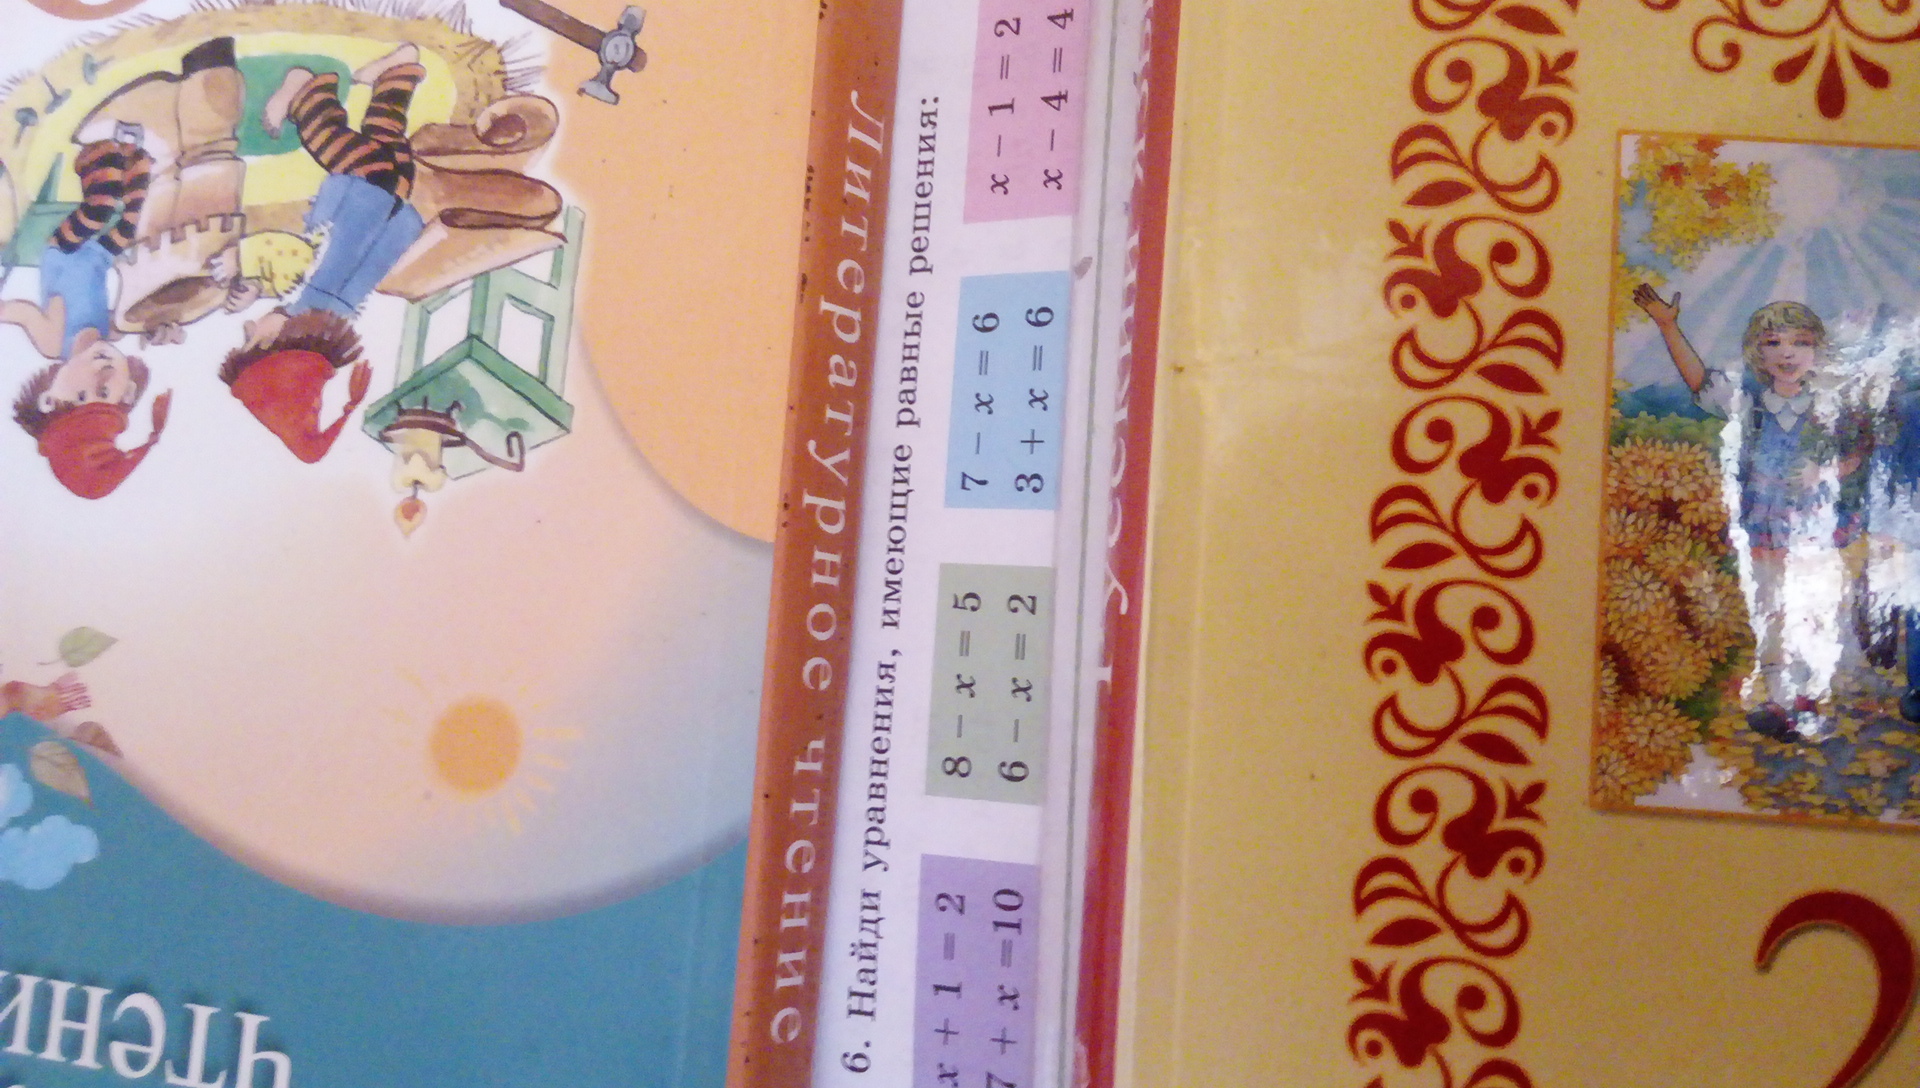 Литературное чтение
6. Найди уравнения, имеющие равные решения:
x + 1 = 2
7 + x = 10
8 − x = 5
6 − x = 2
7 − x = 6
3 + x = 6
x − 1 = 2
x − 4 = 4
2